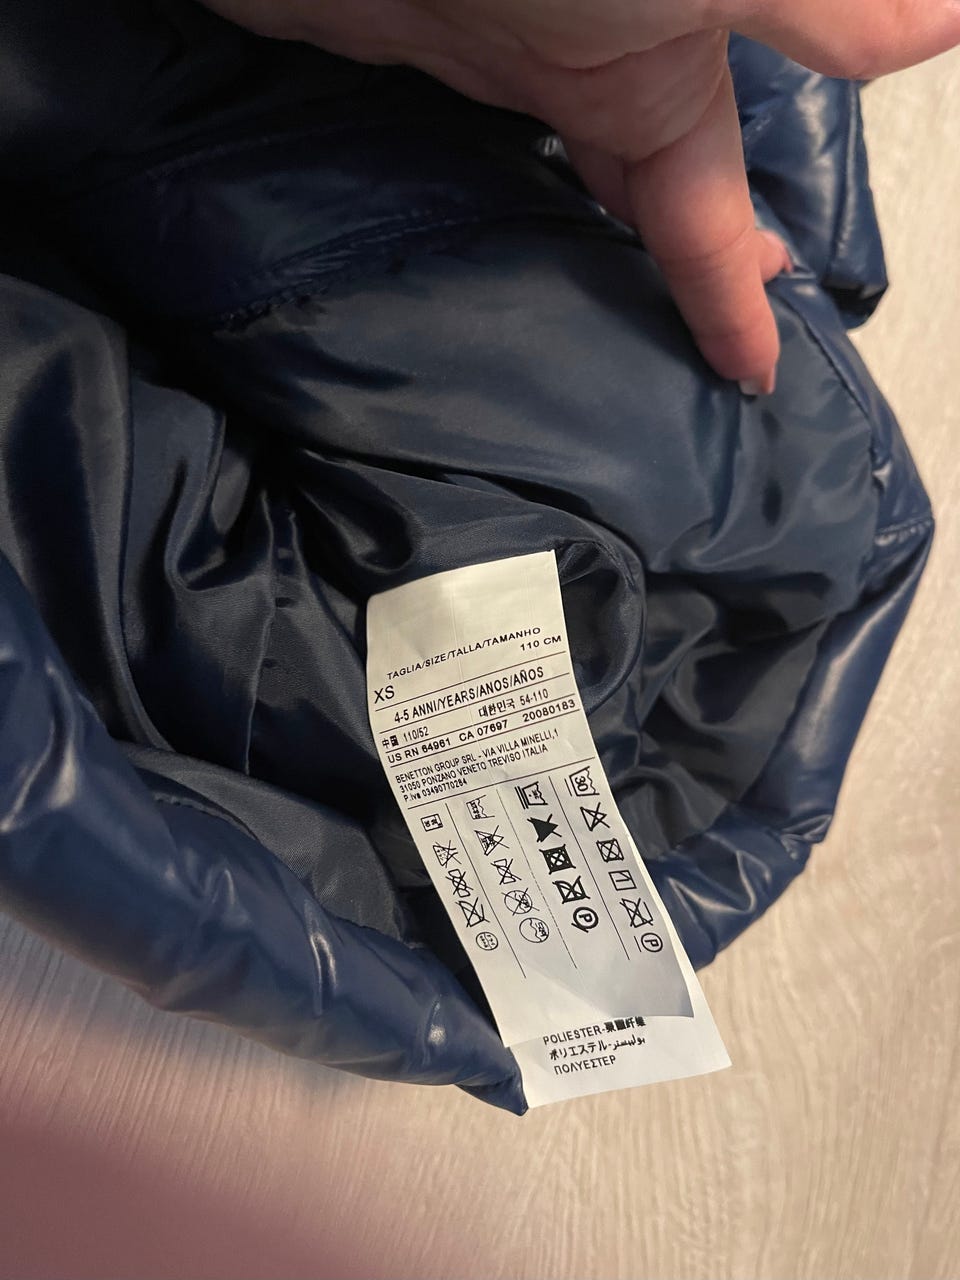 TAGLIA/SIZE/TALLA/TAMANHO
XS 110 CM
4-5 ANNI/YEARS/ANOS/AÑOS
中国 110/52 대한민국 54-110
US RN 64961 CA 07697 20080183
BENETTON GROUP SRL - VIA VILLA MINELLI,1
31050 PONZANO VENETO TREVISO ITALIA
P.iva 03490770264
30
P
P
POLIESTER-聚酯纤维
ポリエステル-بوليستر
ΠΟΛΥΕΣΤΕΡ